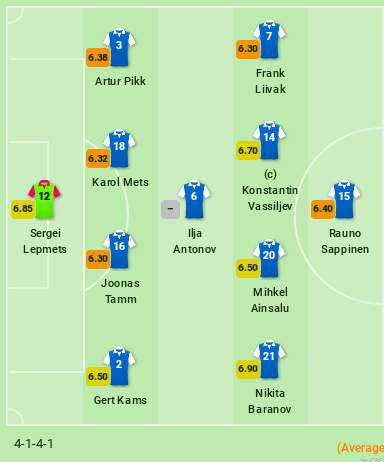 3
6.38
Artur Pikk
7
6.30
Frank
Liivak
18
6.32
Karol Mets
14
6.70
(c)
Konstantin
Vassiljev
12
6.85
Sergei
Lepmets
6
–
Ilja
Antonov
15
6.40
Rauno
Sappinen
16
6.30
Joonas
Tamm
20
6.50
Mihkel
Ainsalu
2
6.50
Gert Kams
21
6.90
Nikita
Baranov
4-1-4-1
(Average